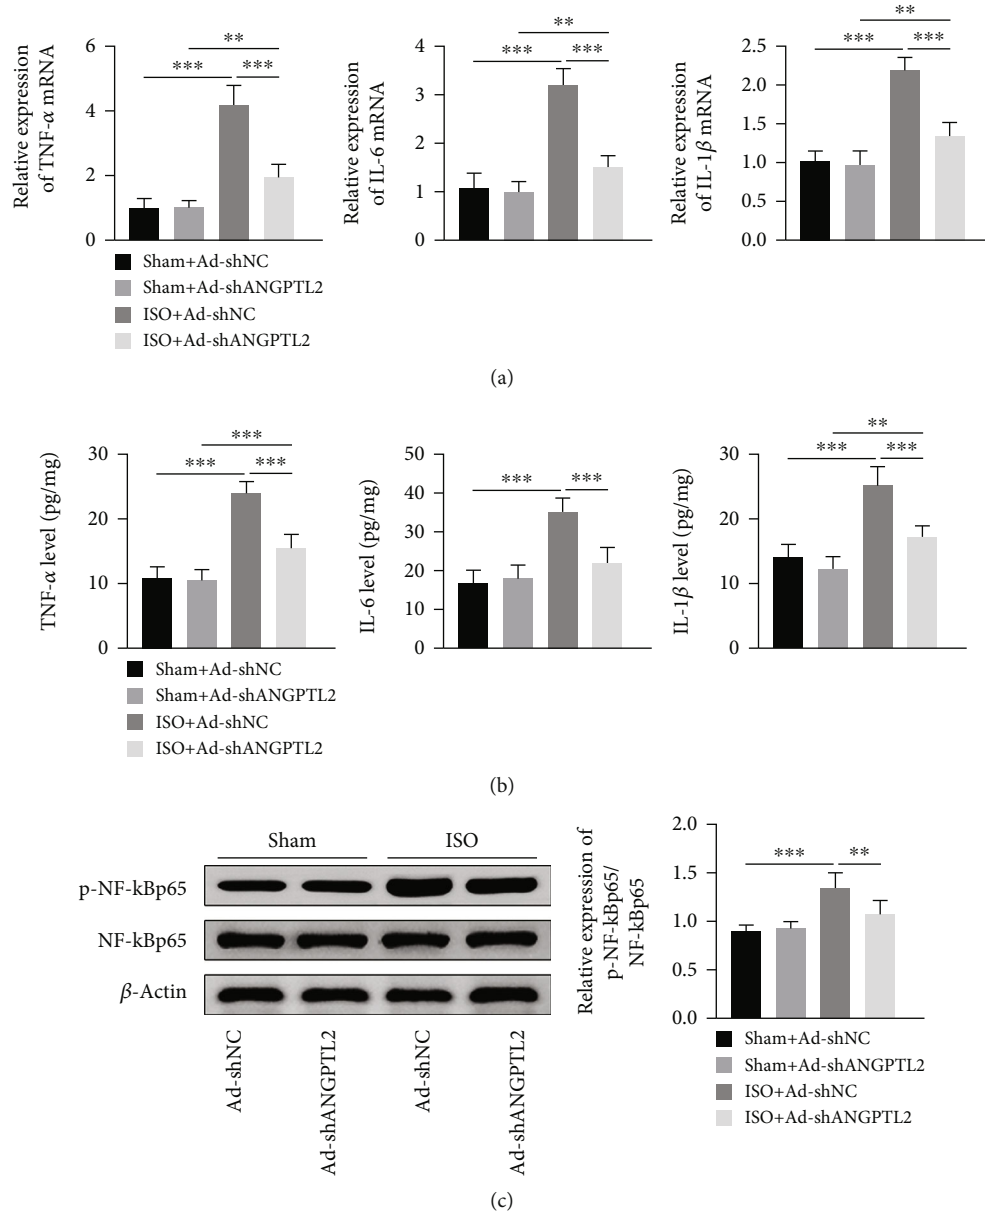 Relative expression
of TNF-α mRNA
6
4
2
0
***
**
***
Relative expression
of IL-6 mRNA
4
3
2
1
0
***
**
***
Relative expression
of IL-1β mRNA
2.5
2.0
1.5
1.0
0.5
0.0
***
**
***
Sham+Ad-shNC
Sham+Ad-shANGPTL2
ISO+Ad-shNC
ISO+Ad-shANGPTL2
(a)
TNF-α level (pg/mg)
30
20
10
0
***
***
***
IL-6 level (pg/mg)
50
40
30
20
10
0
***
***
IL-1β level (pg/mg)
30
20
10
0
***
**
***
Sham+Ad-shNC
Sham+Ad-shANGPTL2
ISO+Ad-shNC
ISO+Ad-shANGPTL2
(b)
Sham
ISO
p-NF-kBp65
NF-kBp65
β-Actin
Ad-shNC
Ad-shANGPTL2
Ad-shNC
Ad-shANGPTL2
Relative expression of
p-NF-kBp65/
NF-kBp65
2.0
1.5
1.0
0.5
0.0
***
**
Sham+Ad-shNC
Sham+Ad-shANGPTL2
ISO+Ad-shNC
ISO+Ad-shANGPTL2
(c)